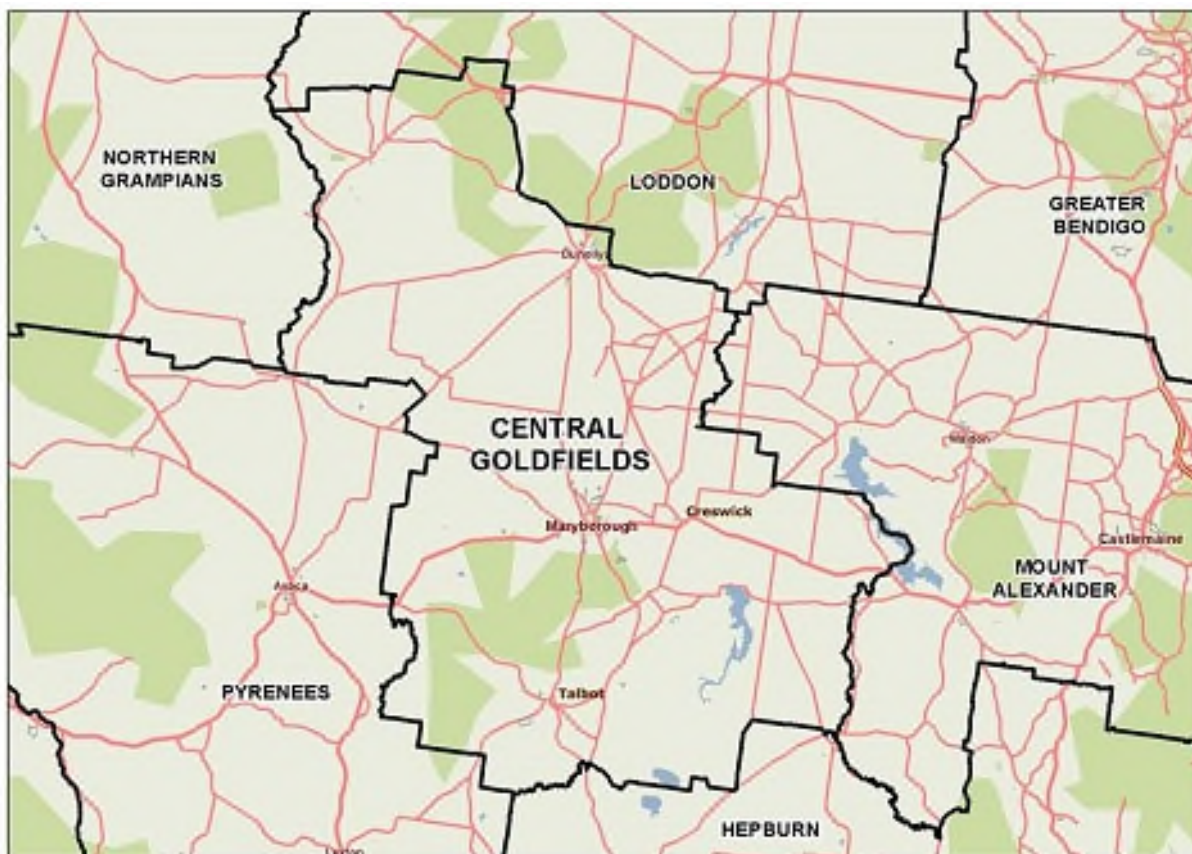 NORTHERN
GRAMPIANS
LODDON
GREATER
BENDIGO
Dunolly
CENTRAL
GOLDFIELDS
Maldon
Maryborough
Creswick
Castlemaine
MOUNT
ALEXANDER
Avoca
PYRENEES
Talbot
HEPBURN